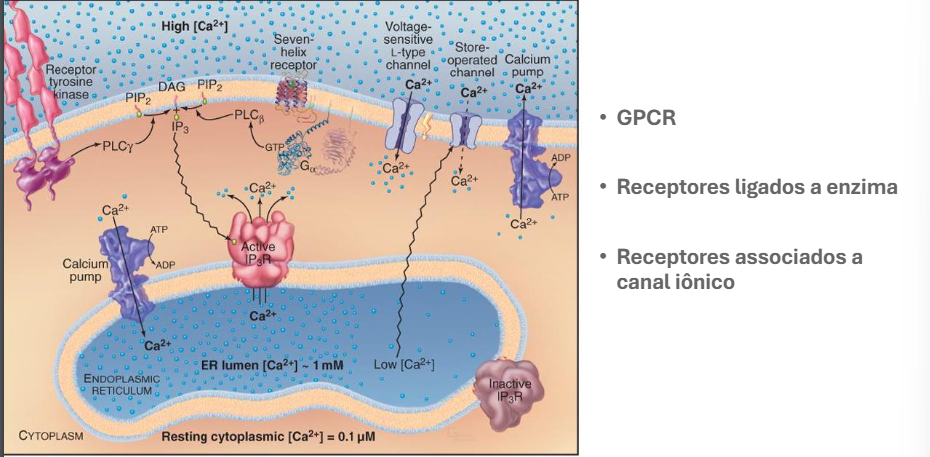 High [Ca²⁺]
Receptor
tyrosine
kinase
PIP₂
DAG
PIP₂
IP₃
PLCγ
PLCβ
GTP
Gα
Seven-
helix
receptor
Voltage-
sensitive
L-type
channel
Ca²⁺
Ca²⁺
Store-
operated
channel
Ca²⁺
Ca²⁺
Calcium
pump
Ca²⁺
ADP
ATP
Ca²⁺
Ca²⁺
ATP
ADP
Calcium
pump
Ca²⁺
Ca²⁺
Active
IP₃R
Ca²⁺
ER lumen [Ca²⁺] ~ 1 mM
Low [Ca²⁺]
ENDOPLASMIC
RETICULUM
Inactive
IP₃R
CYTOPLASM
Resting cytoplasmic [Ca²⁺] = 0.1 µM
• GPCR
• Receptores ligados a enzima
• Receptores associados a
canal iônico